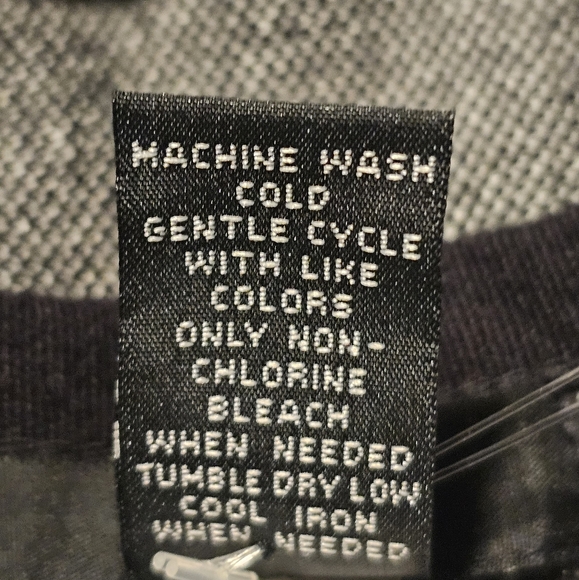 MACHINE WASH
COLD
GENTLE CYCLE
WITH LIKE
COLORS
ONLY NON-
CHLORINE
BLEACH
WHEN NEEDED
TUMBLE DRY LOW
COOL IRON
WHEN NEEDED